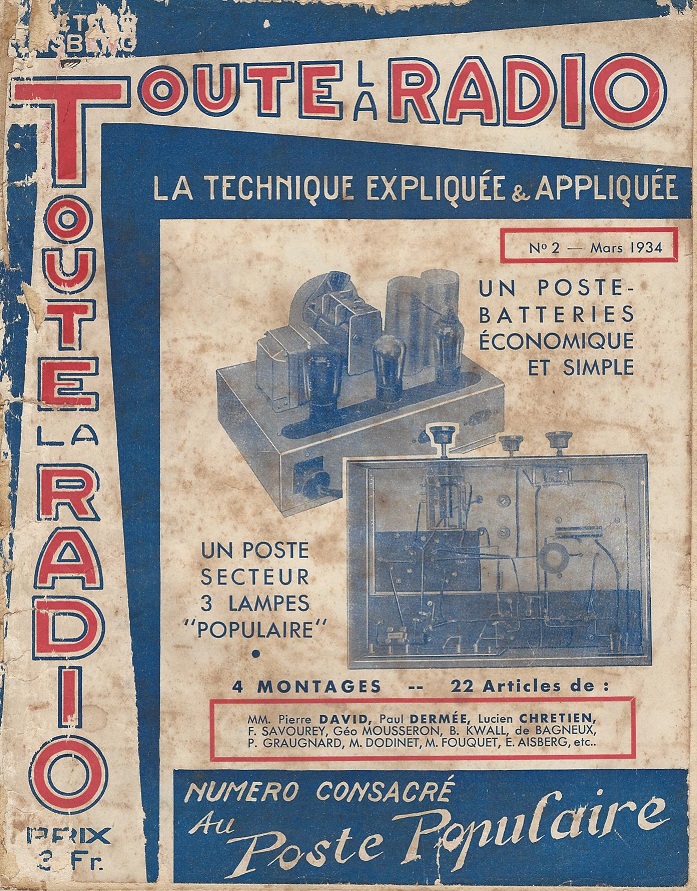 TOUTE LA RADIO
TOUTE LA RADIO
LA TECHNIQUE EXPLIQUÉE & APPLIQUÉE
Nº 2 — Mars 1934
UN POSTE-
BATTERIES
ÉCONOMIQUE
ET SIMPLE
UN POSTE
SECTEUR
3 LAMPES
"POPULAIRE"
•
4 MONTAGES -- 22 Articles de :
MM. Pierre DAVID, Paul DERMÉE, Lucien CHRETIEN,
F. SAVOUREY, Géo MOUSSERON, B. KWALL, de BAGNEUX,
P. GRAUGNARD, M. DODINET, M. FOUQUET, E. AISBERG, etc..
NUMERO CONSACRÉ
Au
Poste Populaire
PRIX
3 Fr.